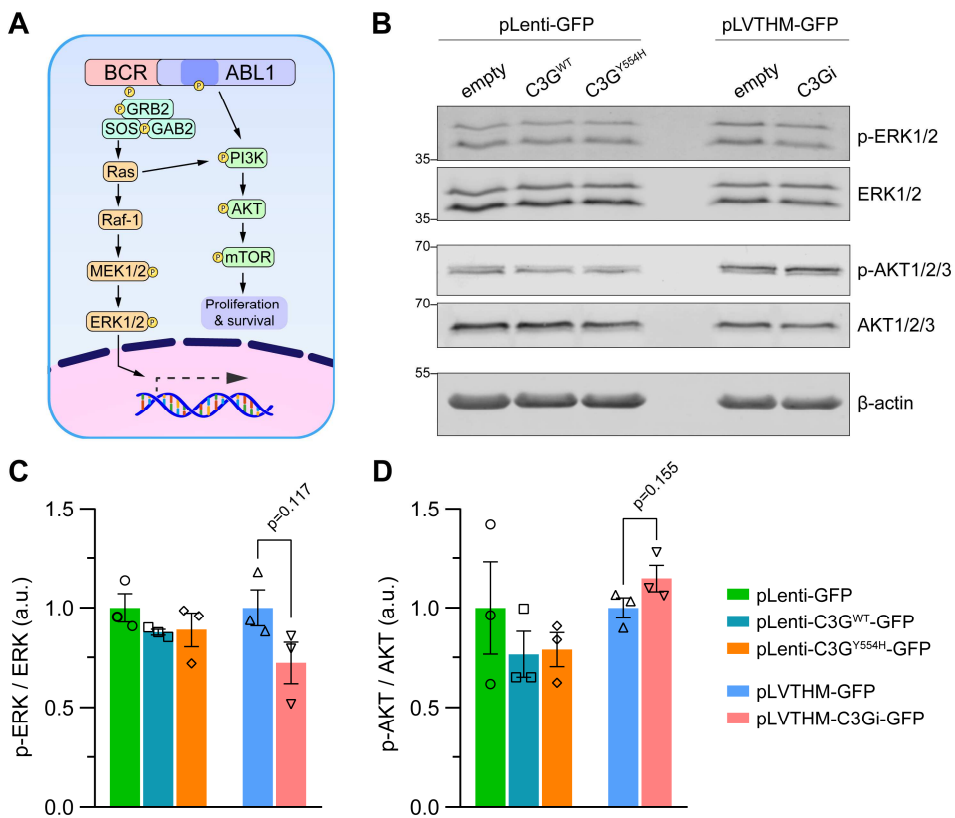 A
BCR ABL1
P
P
P GRB2
SOS P GAB2
Ras
P PI3K
Raf-1
P AKT
MEK1/2 P
P mTOR
ERK1/2 P
Proliferation
& survival
B
pLenti-GFP pLVTHM-GFP
empty C3G^WT C3G^Y554H empty C3Gi
p-ERK1/2
35
ERK1/2
35
70
p-AKT1/2/3
70
AKT1/2/3
55
β-actin
C
p-ERK / ERK (a.u.)
1.5
1.0
0.5
0.0
p=0.117
D
p-AKT / AKT (a.u.)
1.5
1.0
0.5
0.0
p=0.155
pLenti-GFP
pLenti-C3G^WT-GFP
pLenti-C3G^Y554H-GFP
pLVTHM-GFP
pLVTHM-C3Gi-GFP